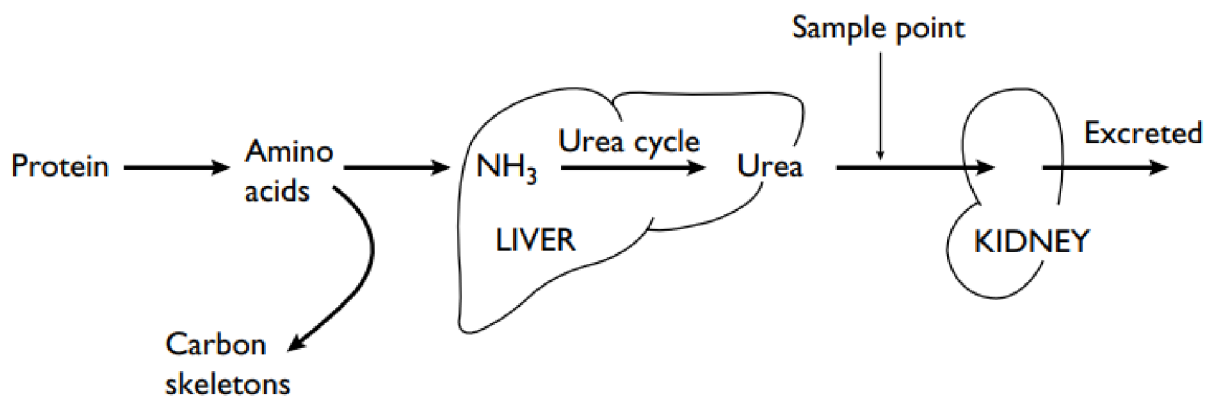 Sample point
Protein
Amino
acids
NH₃
Urea cycle
Urea
Excreted
LIVER
KIDNEY
Carbon
skeletons